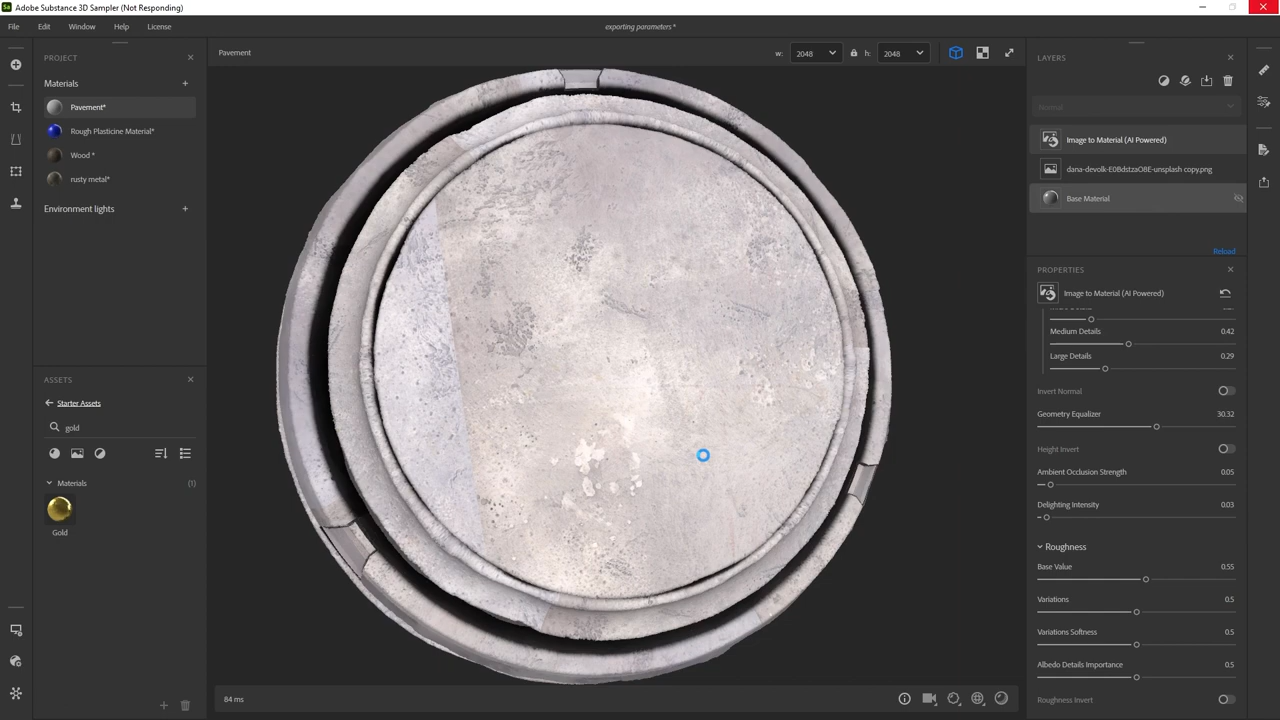 Sa Adobe Substance 3D Sampler (Not Responding)
File Edit Window Help License
exporting parameters*
PROJECT
Materials
Pavement*
Rough Plasticine Material*
Wood *
rusty metal*
Environment lights
ASSETS
Starter Assets
gold
Materials (1)
Gold
Pavement
w: 2048 h: 2048
84 ms
LAYERS
Normal
Image to Material (AI Powered)
dana-devolk-E0BdstzaO8E-unsplash copy.png
Base Material
Reload
PROPERTIES
Image to Material (AI Powered)
Medium Details 0.42
Large Details 0.29
Invert Normal
Geometry Equalizer 30.32
Height Invert
Ambient Occlusion Strength 0.05
Delighting Intensity 0.03
Roughness
Base Value 0.55
Variations 0.5
Variations Softness 0.5
Albedo Details Importance 0.5
Roughness Invert